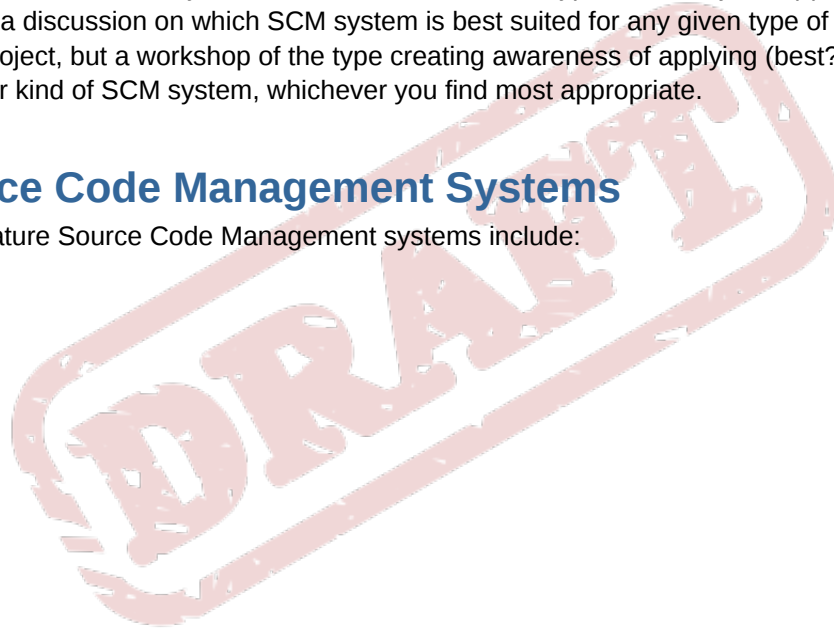 a discussion on which SCM system is best suited for any given type of
oject, but a workshop of the type creating awareness of applying (best?
r kind of SCM system, whichever you find most appropriate.
ce Code Management Systems
ature Source Code Management systems include:
DRAFT